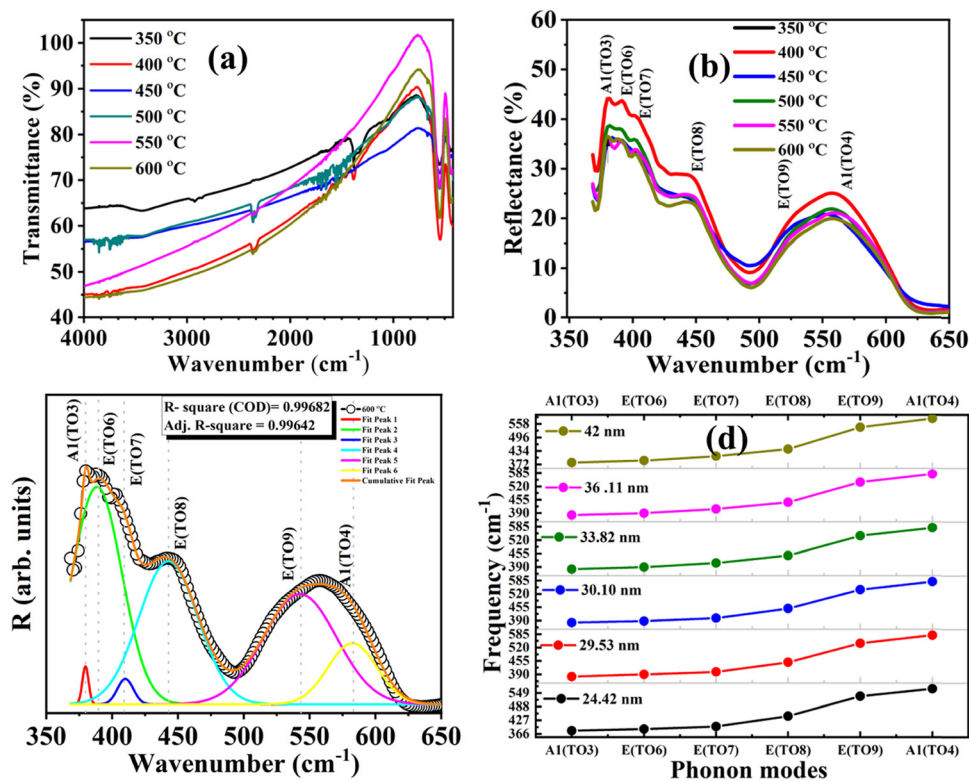 (a)
350 °C
400 °C
450 °C
500 °C
550 °C
600 °C
100
90
80
70
60
50
40
Transmittance (%)
4000 3000 2000 1000
Wavenumber (cm-1)
(b)
350 °C
400 °C
450 °C
500 °C
550 °C
600 °C
A1(TO3)
E(TO6)
E(TO7)
E(TO8)
E(TO9)
A1(TO4)
60
50
40
30
20
10
0
Reflectance (%)
350 400 450 500 550 600 650
Wavenumber (cm-1)
R- square (COD)= 0.99682
Adj. R-square = 0.99642
600 °C
Fit Peak 1
Fit Peak 2
Fit Peak 3
Fit Peak 4
Fit Peak 5
Fit Peak 6
Cumulative Fit Peak
A1(TO3)
E(TO6)
E(TO7)
E(TO8)
E(TO9)
A1(TO4)
R (arb. units)
350 400 450 500 550 600 650
Wavenumber (cm-1)
A1(TO3) E(TO6) E(TO7) E(TO8) E(TO9) A1(TO4)
(d)
558
496
434
372
42 nm
585
520
455
390
36 .11 nm
585
520
455
390
33.82 nm
585
520
455
390
30.10 nm
585
520
455
390
29.53 nm
549
488
427
366
24.42 nm
Frequency (cm-1)
A1(TO3) E(TO6) E(TO7) E(TO8) E(TO9) A1(TO4)
Phonon modes